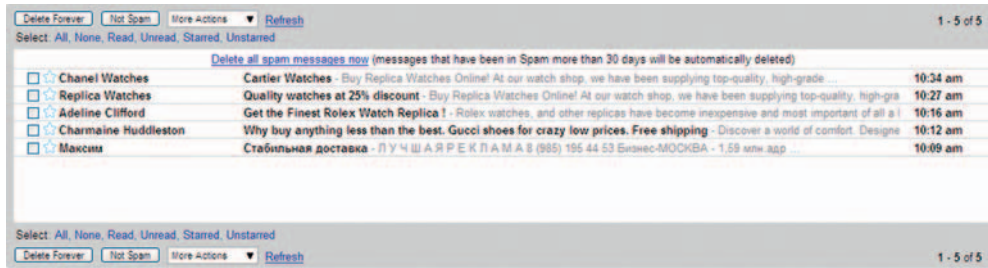 Delete Forever Not Spam More Actions Refresh 1 - 5 of 5
Select: All, None, Read, Unread, Starred, Unstarred
Delete all spam messages now (messages that have been in Spam more than 30 days will be automatically deleted)
Chanel Watches Cartier Watches - Buy Replica Watches Online! At our watch shop, we have been supplying top-quality, high-grade ... 10:34 am
Replica Watches Quality watches at 25% discount - Buy Replica Watches Online! At our watch shop, we have been supplying top-quality, high-gra 10:27 am
Adeline Clifford Get the Finest Rolex Watch Replica ! - Rolex watches, and other replicas have become inexpensive and most important of all a l 10:16 am
Charmaine Huddleston Why buy anything less than the best. Gucci shoes for crazy low prices. Free shipping - Discover a world of comfort. Designe 10:12 am
Максим Стабильная доставка - Л У Ч Ш А Я Р Е К Л А М А 8 (985) 195 44 53 Бизнес-МОСКВА - 1,59 млн.адр ... 10:09 am
Select: All, None, Read, Unread, Starred, Unstarred
Delete Forever Not Spam More Actions Refresh 1 - 5 of 5